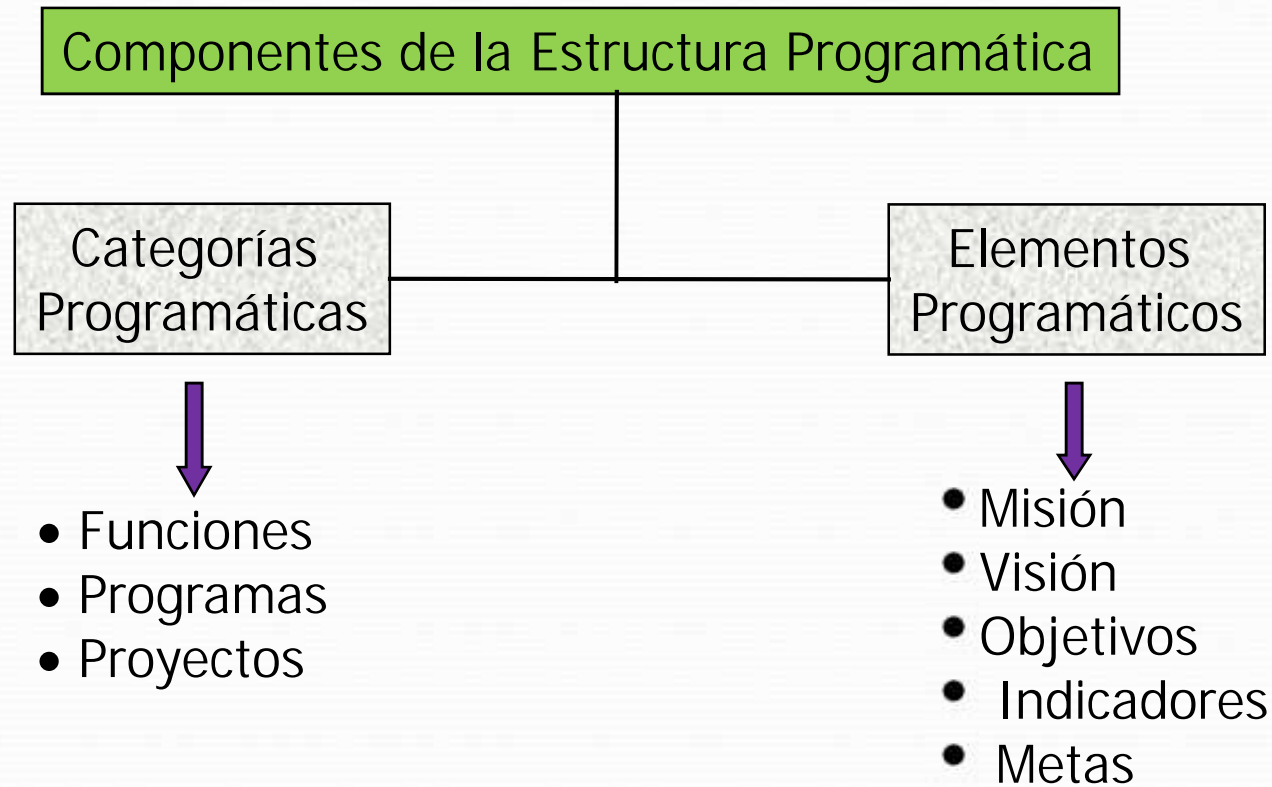 Componentes de la Estructura Programática
Categorías
Programáticas
• Funciones
• Programas
• Proyectos
Elementos
Programáticos
• Misión
• Visión
• Objetivos
• Indicadores
• Metas